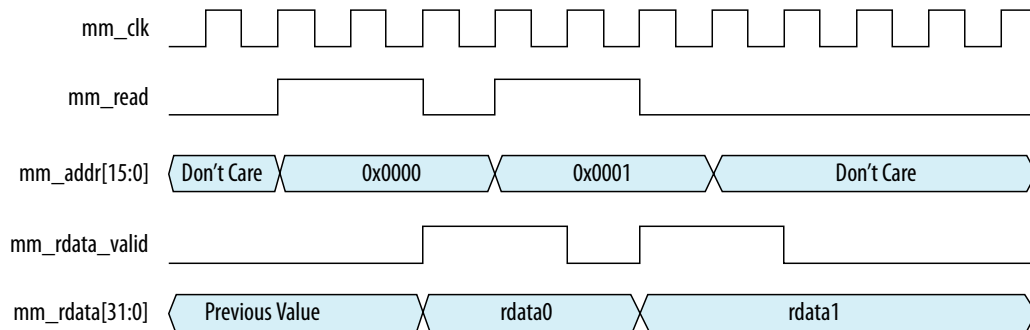 mm_clk
mm_read
mm_addr[15:0] Don't Care 0x0000 0x0001 Don't Care
mm_rdata_valid
mm_rdata[31:0] Previous Value rdata0 rdata1